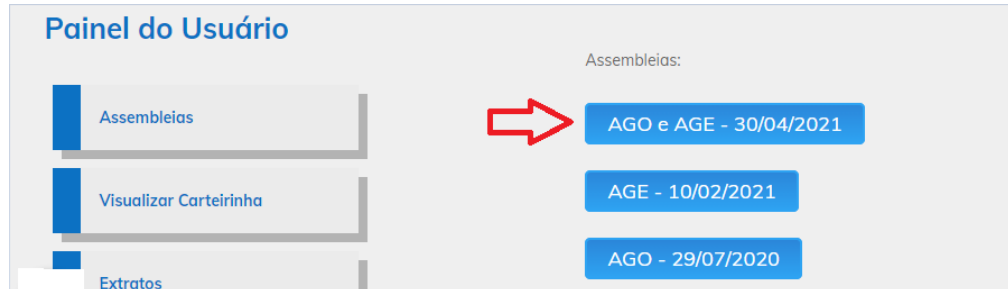 Painel do Usuário
Assembleias
Visualizar Carteirinha
Extratos
Assembleias:
AGO e AGE - 30/04/2021
AGE - 10/02/2021
AGO - 29/07/2020